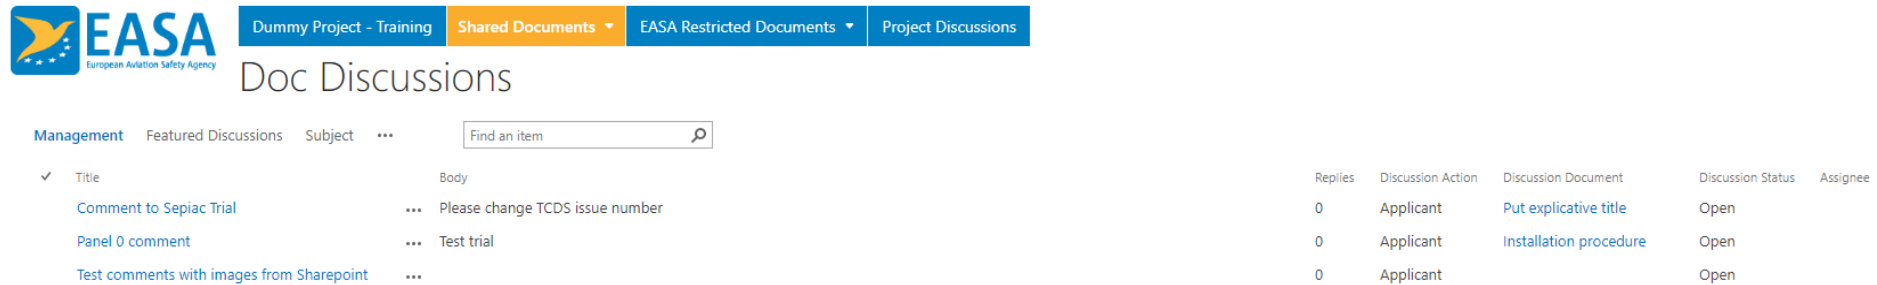 EASA
European Aviation Safety Agency
Dummy Project - Training Shared Documents EASA Restricted Documents Project Discussions
Doc Discussions
Management Featured Discussions Subject ••• Find an item
Title Body Replies Discussion Action Discussion Document Discussion Status Assignee
Comment to Sepiac Trial ••• Please change TCDS issue number 0 Applicant Put explicative title Open
Panel 0 comment ••• Test trial 0 Applicant Installation procedure Open
Test comments with images from Sharepoint ••• 0 Applicant Open